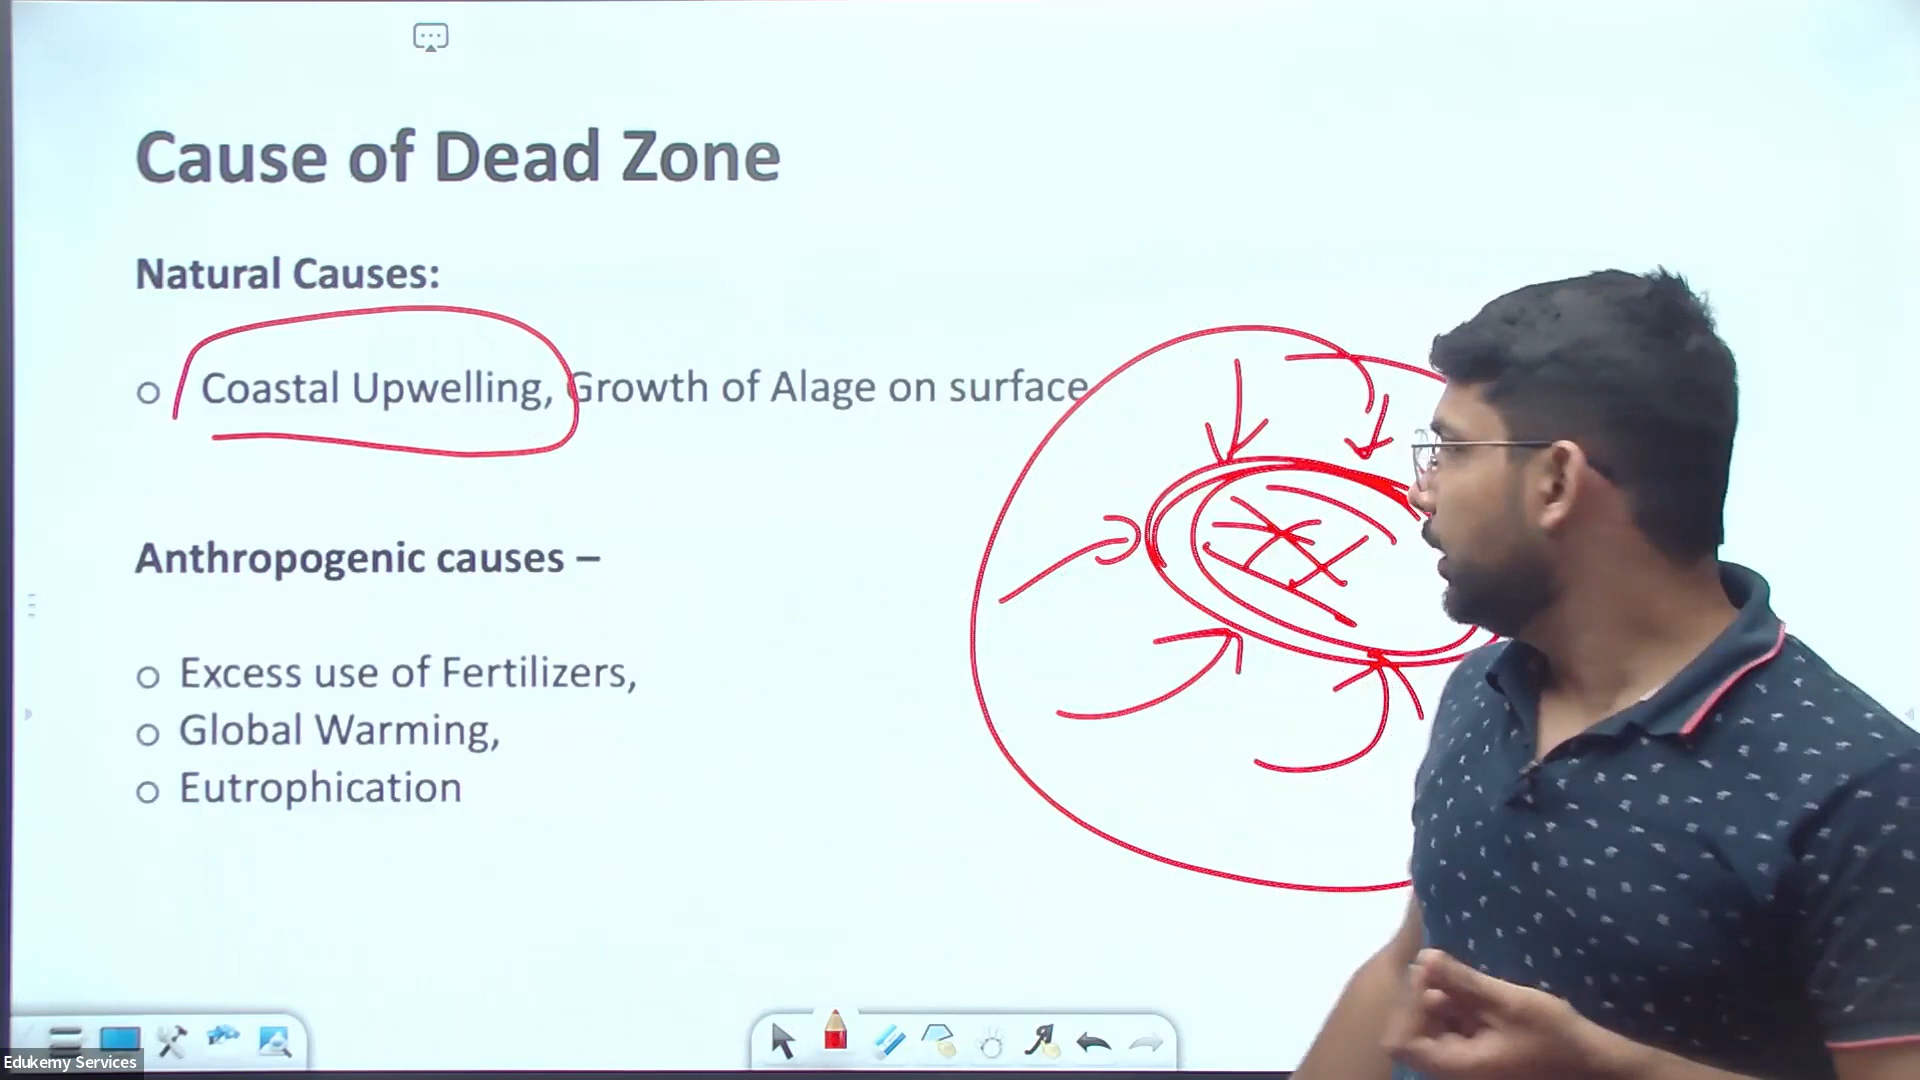 Cause of Dead Zone
Natural Causes:
Coastal Upwelling, Growth of Alage on surface
Anthropogenic causes –
Excess use of Fertilizers,
Global Warming,
Eutrophication
Edukemy Services